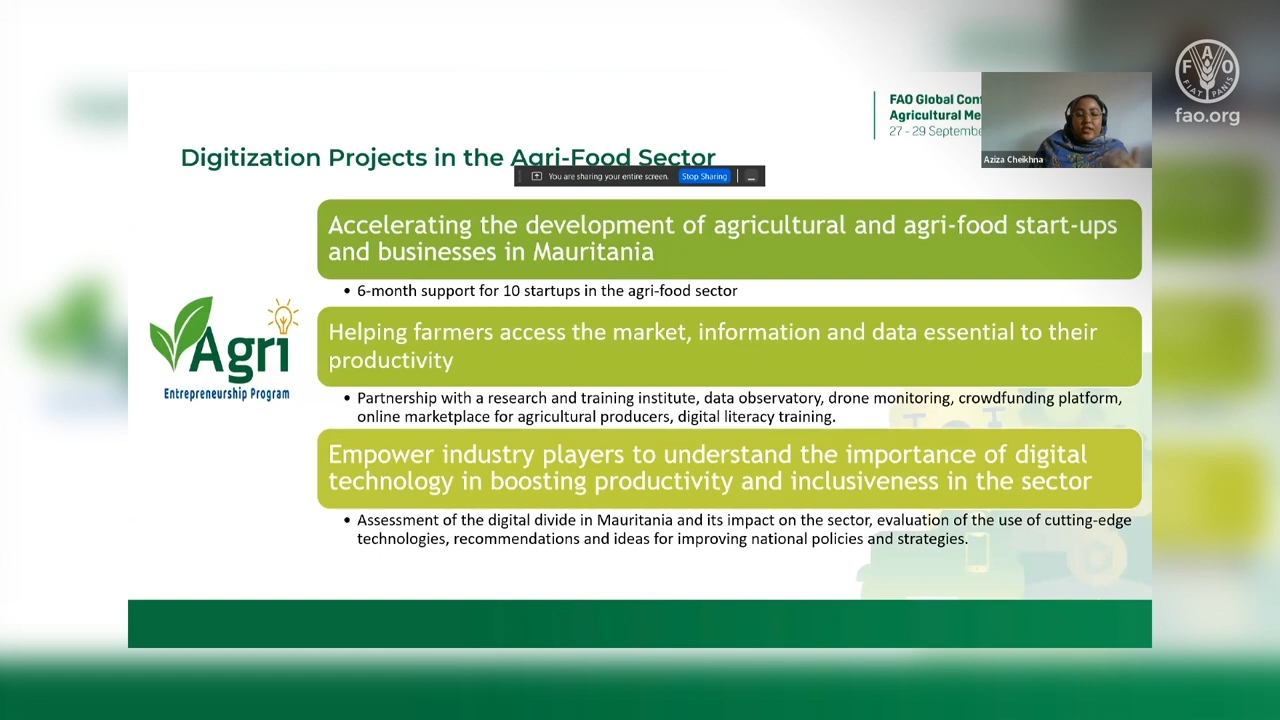 FAO
FIAT PANIS
fao.org
FAO Global Con
Agricultural Me
27 - 29 Septembe
Aziza Cheikhna
Digitization Projects in the Agri-Food Sector
You are sharing your entire screen.
Stop Sharing
Accelerating the development of agricultural and agri-food start-ups
and businesses in Mauritania
• 6-month support for 10 startups in the agri-food sector
Agri
Entrepreneurship Program
Helping farmers access the market, information and data essential to their
productivity
• Partnership with a research and training institute, data observatory, drone monitoring, crowdfunding platform,
online marketplace for agricultural producers, digital literacy training.
Empower industry players to understand the importance of digital
technology in boosting productivity and inclusiveness in the sector
• Assessment of the digital divide in Mauritania and its impact on the sector, evaluation of the use of cutting-edge
technologies, recommendations and ideas for improving national policies and strategies.